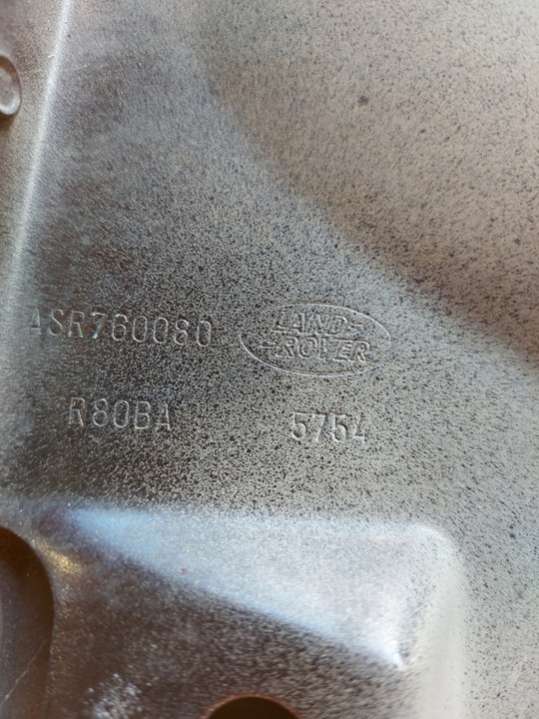 ASR760080
LAND-
-ROVER
R80BA 5754